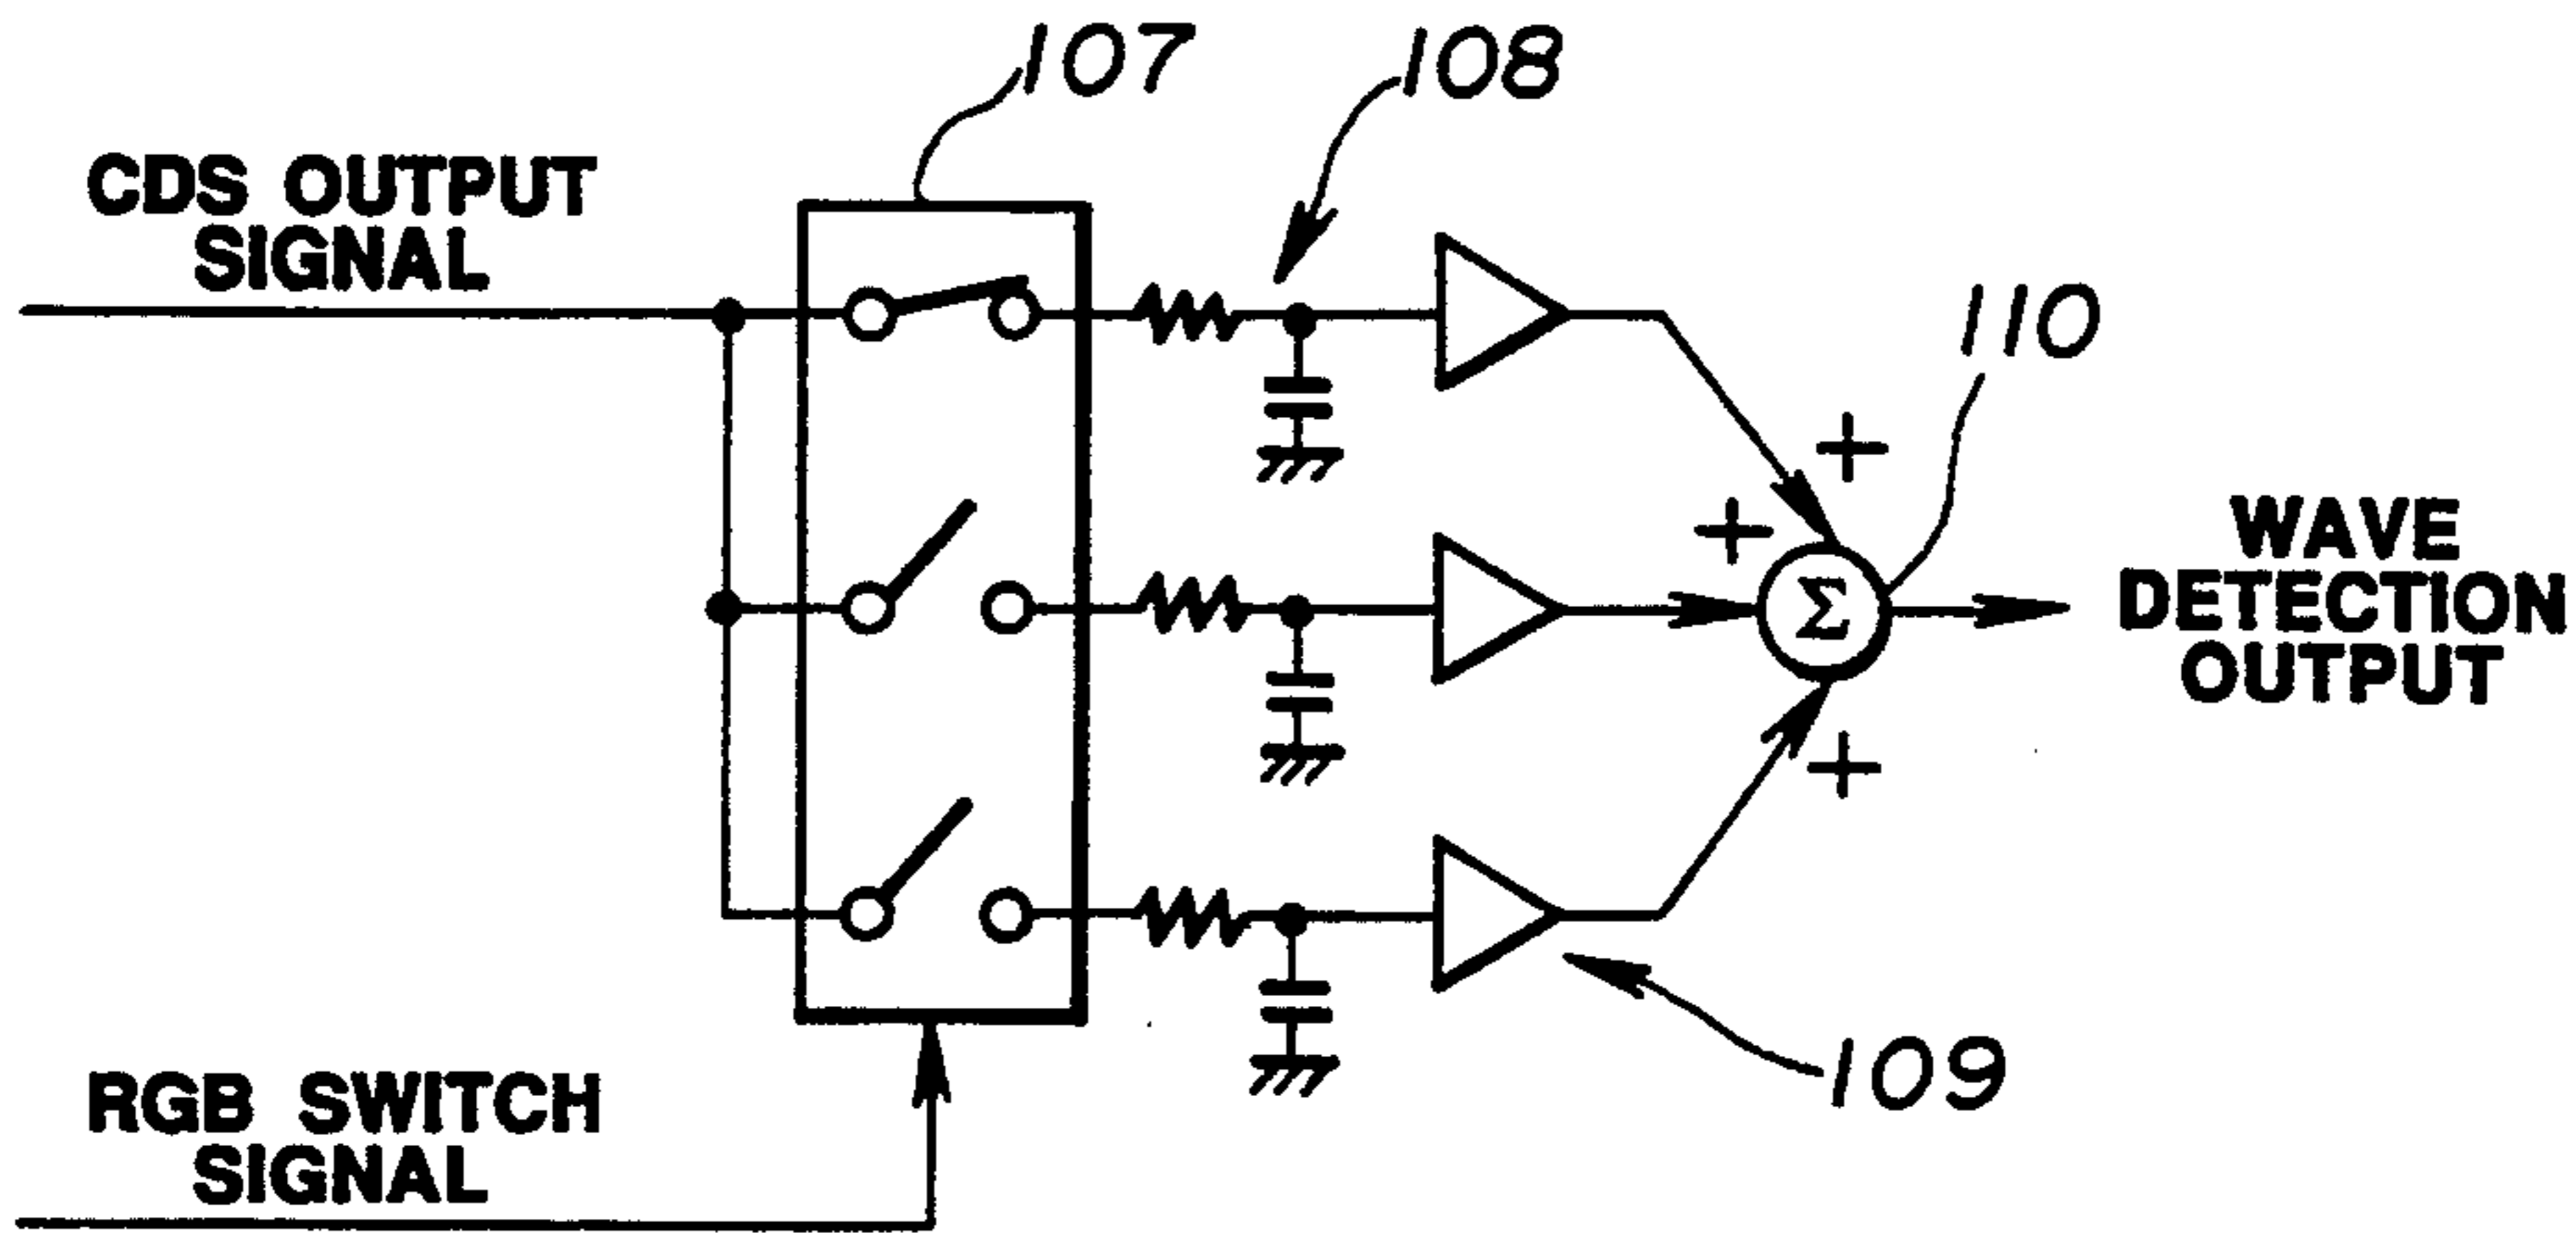 107
108
CDS OUTPUT
SIGNAL
110
+
+
Σ
WAVE
DETECTION
OUTPUT
+
109
RGB SWITCH
SIGNAL